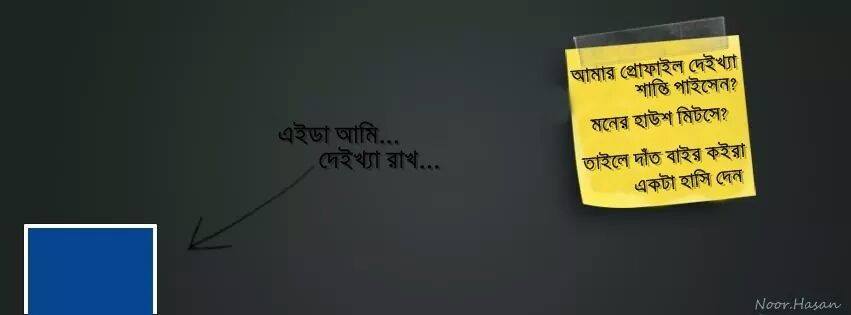 এইডা আমি...
দেইখ্যা রাখ...
আমার প্রোফাইল দেইখ্যা
শান্তি পাইসেন?
মনের হাউশ মিটসে?
তাইলে দাঁত বাইর কইরা
একটা হাসি দেন
Noor.Hasan